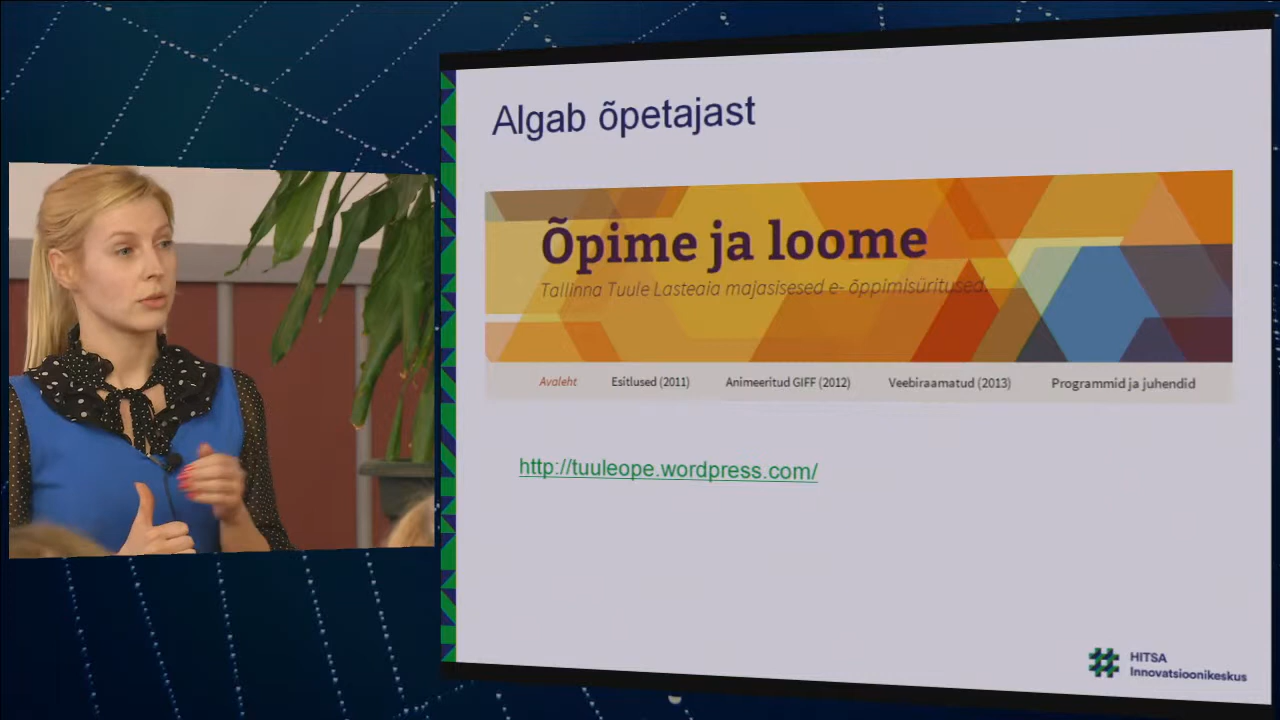 Algab õpetajast
Õpime ja loome
Tallinna Tuule Lasteaia majasisesed e- õppimisüritused.
Avaleht Esitlused (2011) Animeeritud GIFF (2012) Veebiraamatud (2013) Programmid ja juhendid
http://tuuleope.wordpress.com/
HITSA
Innovatsioonikeskus